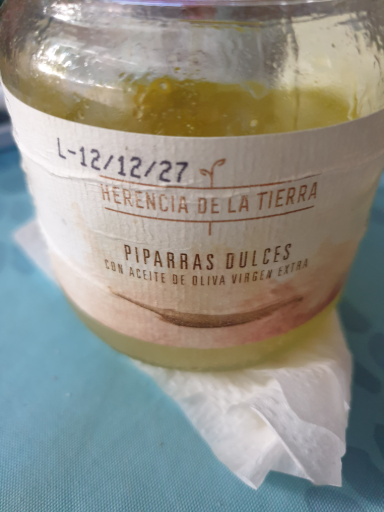 L-12/12/27
HERENCIA DE LA TIERRA
PIPARRAS DULCES
CON ACEITE DE OLIVA VIRGEN EXTRA